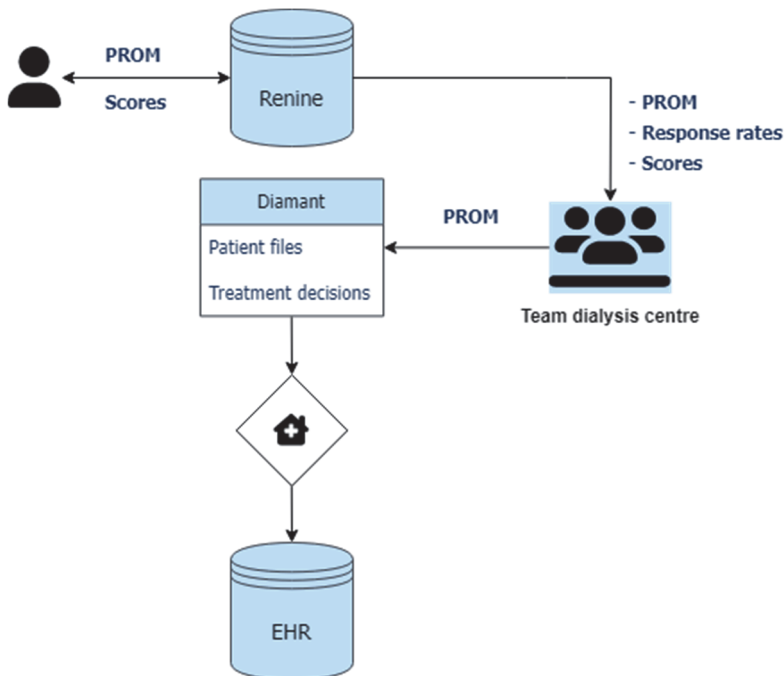 PROM
Scores
Renine
- PROM
- Response rates
- Scores
Diamant
Patient files
Treatment decisions
PROM
Team dialysis centre
EHR